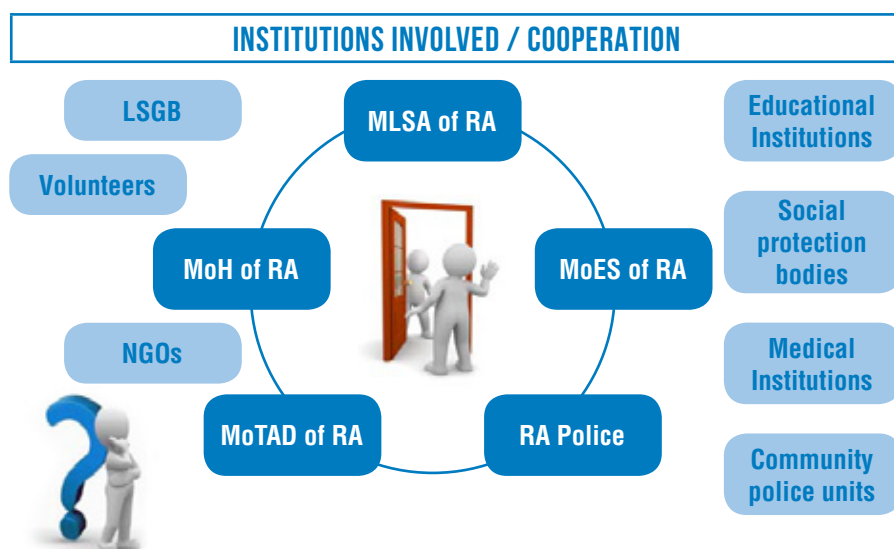 INSTITUTIONS INVOLVED / COOPERATION
LSGB
Volunteers
NGOs
MLSA of RA
MoH of RA
MoES of RA
MoTAD of RA
RA Police
Educational
Institutions
Social
protection
bodies
Medical
Institutions
Community
police units